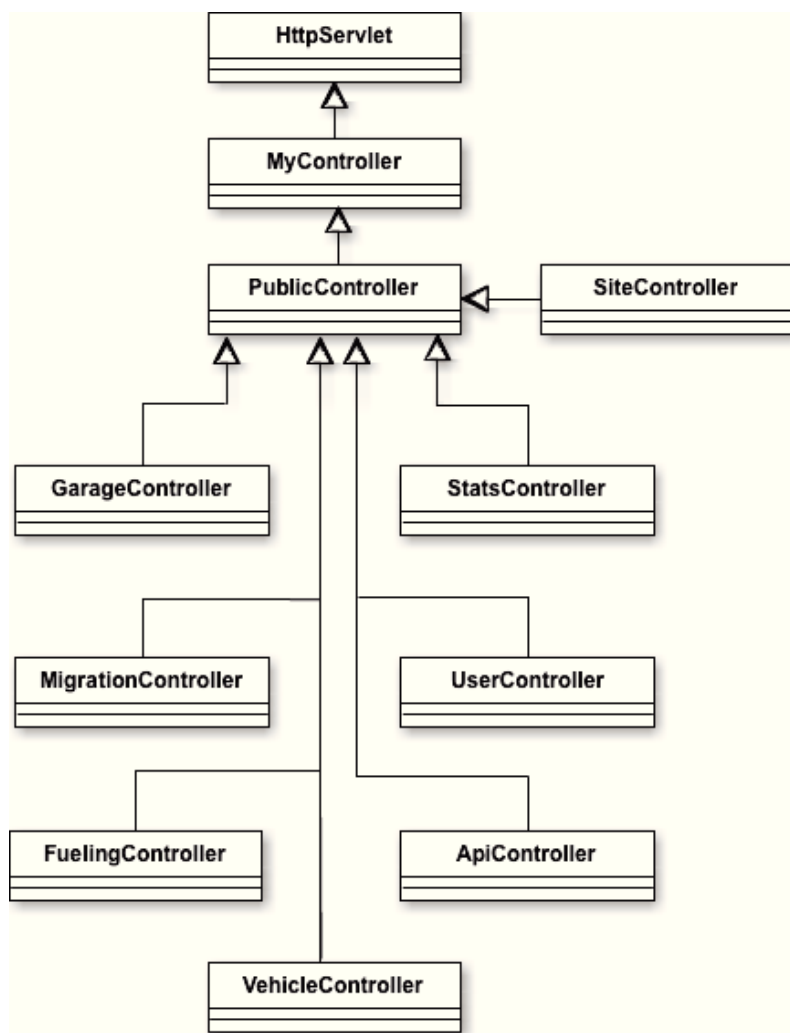 HttpServlet
MyController
PublicController
SiteController
GarageController
StatsController
MigrationController
UserController
FuelingController
ApiController
VehicleController